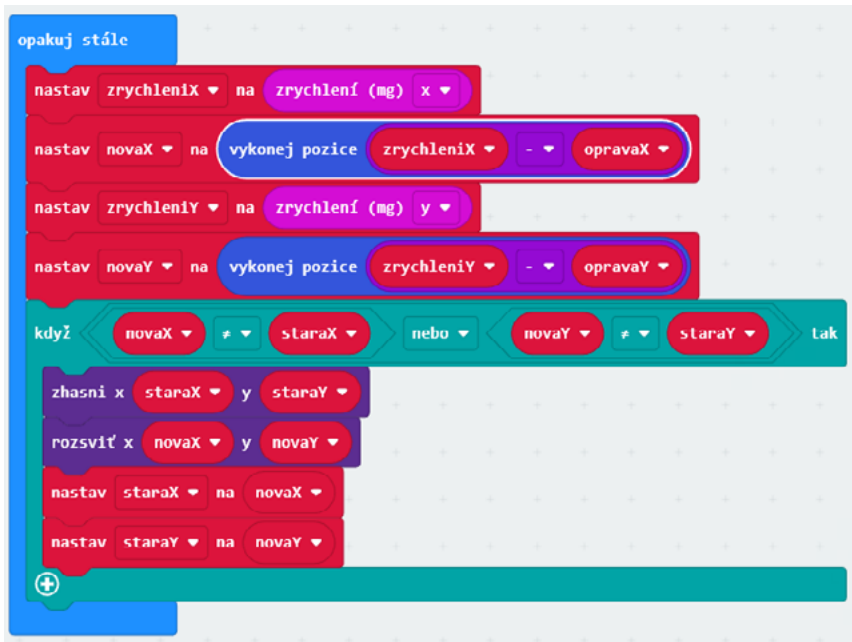 opakuj stále
nastav zrychleniX na zrychlení (mg) x
nastav novaX na vykonej pozice zrychleniX - opravaX
nastav zrychleniY na zrychlení (mg) y
nastav novaY na vykonej pozice zrychleniY - opravaY
když novaX ≠ staraX nebo novaY ≠ staraY tak
zhasni x staraX y staraY
rozsviť x novaX y novaY
nastav staraX na novaX
nastav staraY na novaY